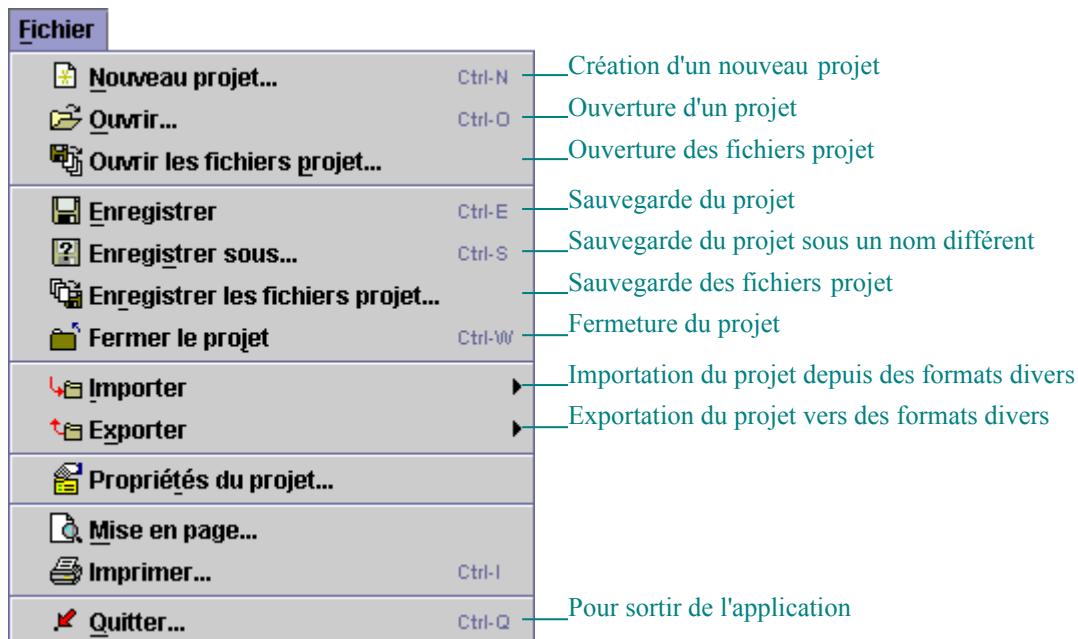 Fichier
Nouveau projet... Ctrl-N Création d'un nouveau projet
Ouvrir... Ctrl-O Ouverture d'un projet
Ouvrir les fichiers projet... Ouverture des fichiers projet
Enregistrer Ctrl-E Sauvegarde du projet
Enregistrer sous... Ctrl-S Sauvegarde du projet sous un nom différent
Enregistrer les fichiers projet... Sauvegarde des fichiers projet
Fermer le projet Ctrl-W Fermeture du projet
Importer Importation du projet depuis des formats divers
Exporter Exportation du projet vers des formats divers
Propriétés du projet...
Mise en page...
Imprimer... Ctrl-I
Quitter... Ctrl-Q Pour sortir de l'application